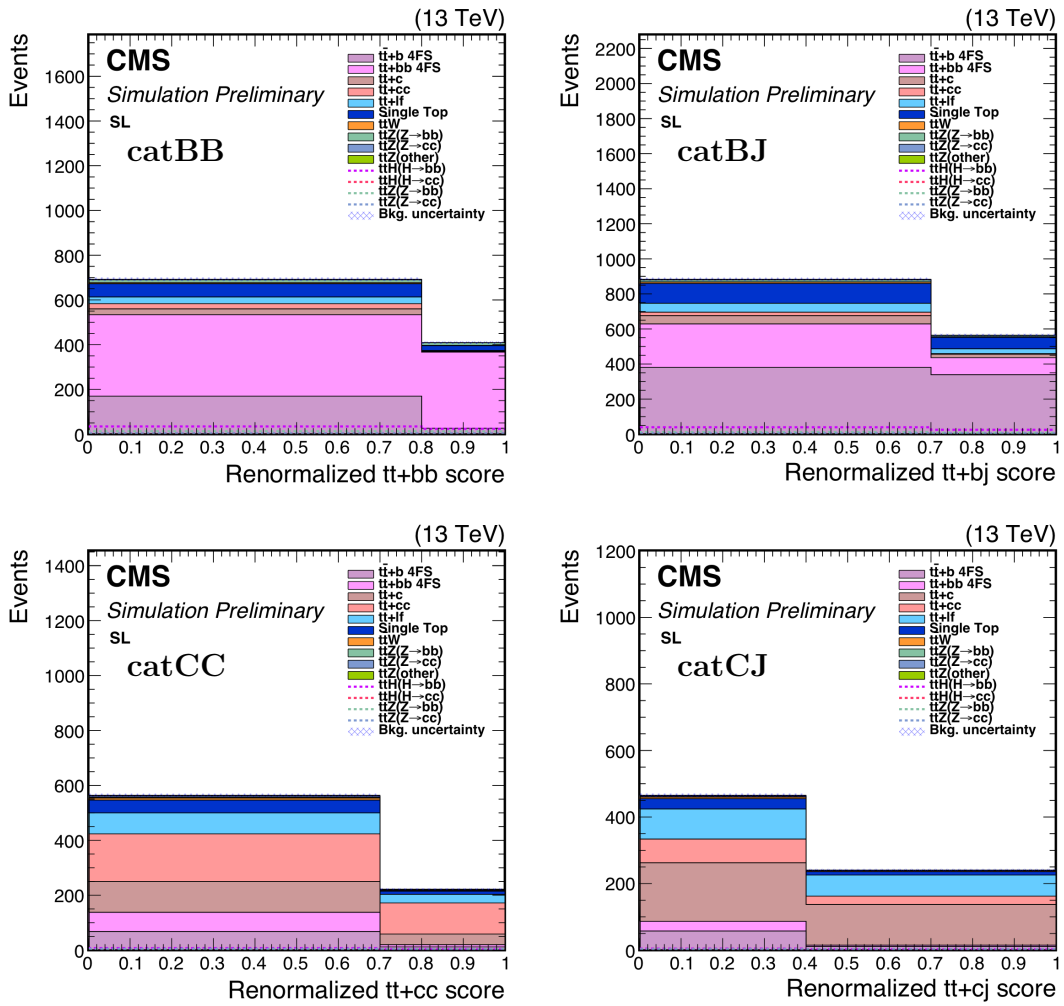 (13 TeV)
Events
CMS
Simulation Preliminary
SL
catBB
tt̄+b 4FS
tt+bb 4FS
tt+c
tt+cc
tt+lf
Single Top
ttW
ttZ(Z→bb)
ttZ(Z→cc)
ttZ(other)
ttH(H→bb)
ttH(H→cc)
ttZ(Z→bb)
ttZ(Z→cc)
Bkg. uncertainty
1600
1400
1200
1000
800
600
400
200
0
0 0.1 0.2 0.3 0.4 0.5 0.6 0.7 0.8 0.9 1
Renormalized tt+bb score
(13 TeV)
Events
CMS
Simulation Preliminary
SL
catBJ
tt̄+b 4FS
tt+bb 4FS
tt+c
tt+cc
tt+lf
Single Top
ttW
ttZ(Z→bb)
ttZ(Z→cc)
ttZ(other)
ttH(H→bb)
ttH(H→cc)
ttZ(Z→bb)
ttZ(Z→cc)
Bkg. uncertainty
2200
2000
1800
1600
1400
1200
1000
800
600
400
200
0
0 0.1 0.2 0.3 0.4 0.5 0.6 0.7 0.8 0.9 1
Renormalized tt+bj score
(13 TeV)
Events
CMS
Simulation Preliminary
SL
catCC
tt̄+b 4FS
tt+bb 4FS
tt+c
tt+cc
tt+lf
Single Top
ttW
ttZ(Z→bb)
ttZ(Z→cc)
ttZ(other)
ttH(H→bb)
ttH(H→cc)
ttZ(Z→bb)
ttZ(Z→cc)
Bkg. uncertainty
1400
1200
1000
800
600
400
200
0
0 0.1 0.2 0.3 0.4 0.5 0.6 0.7 0.8 0.9 1
Renormalized tt+cc score
(13 TeV)
Events
CMS
Simulation Preliminary
SL
catCJ
tt̄+b 4FS
tt+bb 4FS
tt+c
tt+cc
tt+lf
Single Top
ttW
ttZ(Z→bb)
ttZ(Z→cc)
ttZ(other)
ttH(H→bb)
ttH(H→cc)
ttZ(Z→bb)
ttZ(Z→cc)
Bkg. uncertainty
1200
1000
800
600
400
200
0
0 0.1 0.2 0.3 0.4 0.5 0.6 0.7 0.8 0.9 1
Renormalized tt+cj score